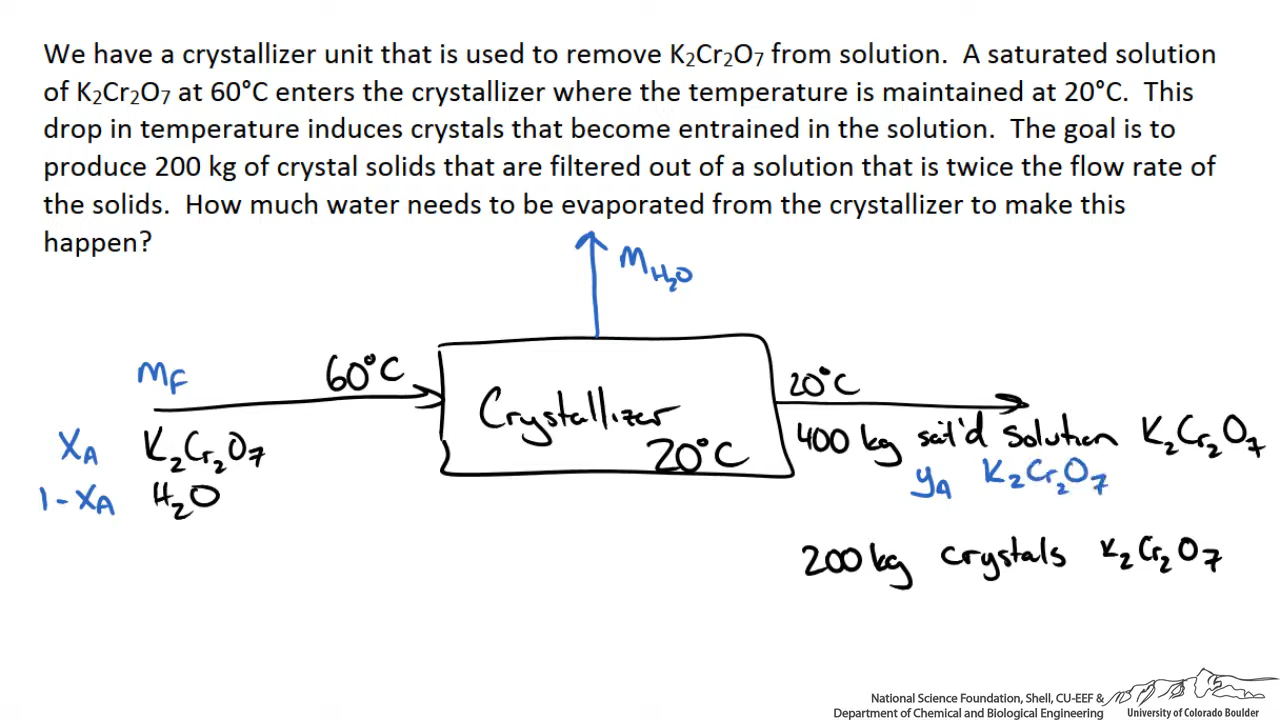 We have a crystallizer unit that is used to remove K₂Cr₂O₇ from solution. A saturated solution
of K₂Cr₂O₇ at 60°C enters the crystallizer where the temperature is maintained at 20°C. This
drop in temperature induces crystals that become entrained in the solution. The goal is to
produce 200 kg of crystal solids that are filtered out of a solution that is twice the flow rate of
the solids. How much water needs to be evaporated from the crystallizer to make this
happen?
M_H₂O
M_F
60°C
20°C
Crystallizer
20°C
400 kg sat'd solution K₂Cr₂O₇
X_A K₂Cr₂O₇
y_A K₂Cr₂O₇
1-X_A H₂O
200 kg crystals K₂Cr₂O₇
National Science Foundation, Shell, CU-EEF &
Department of Chemical and Biological Engineering
University of Colorado Boulder